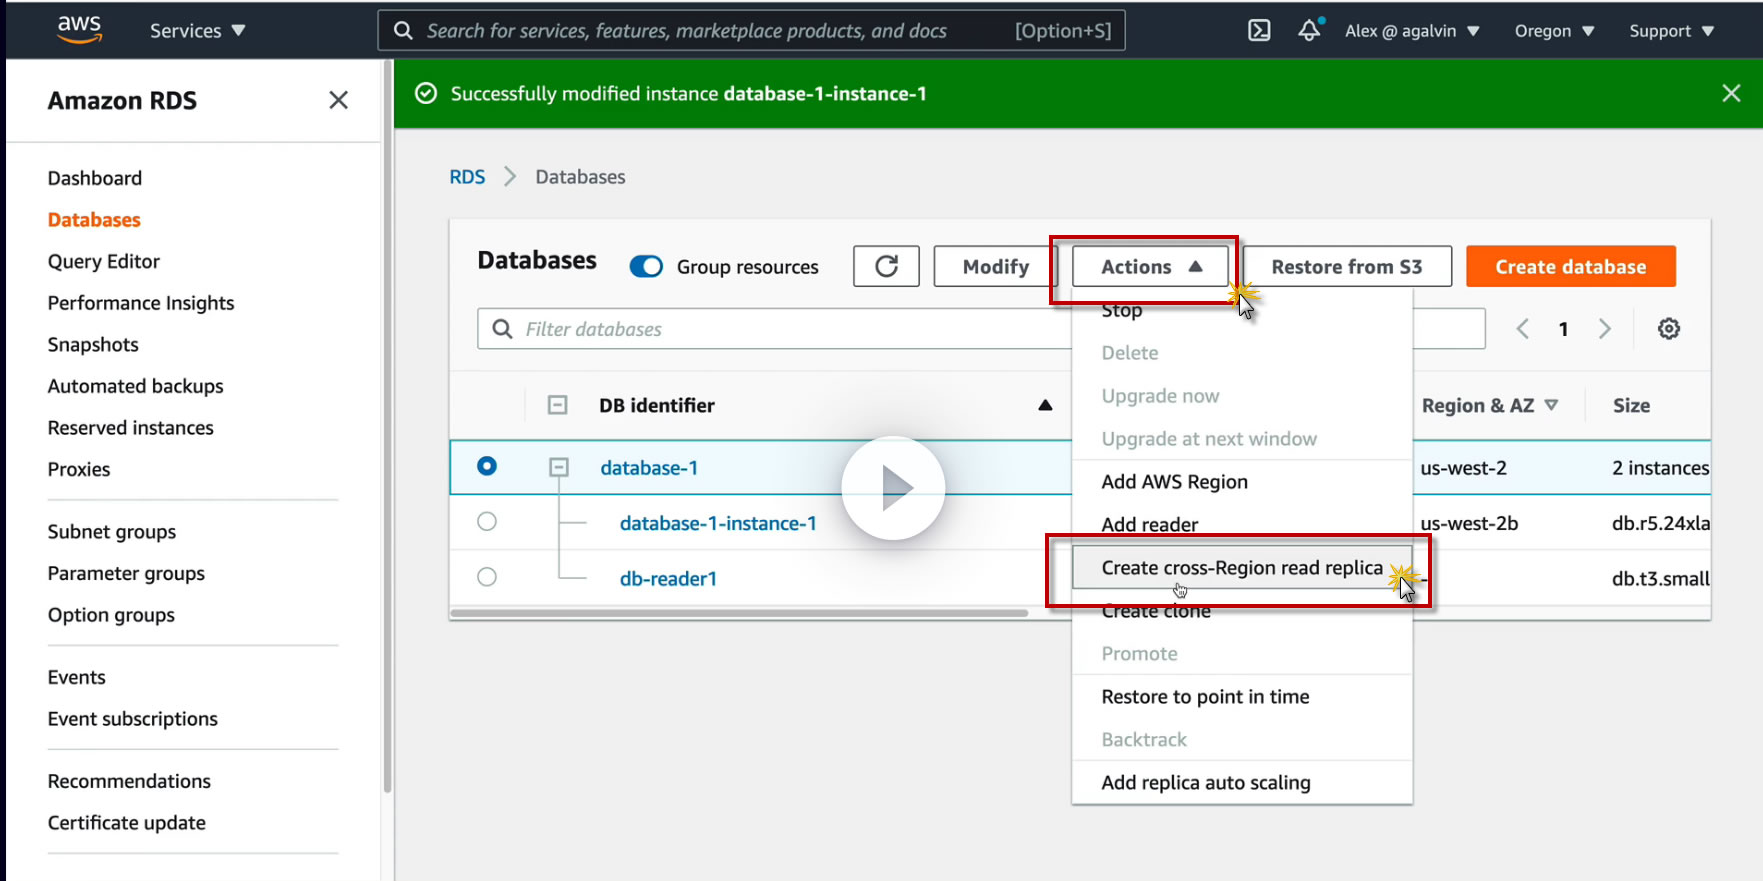 aws
Services
Search for services, features, marketplace products, and docs [Option+S]
Alex @ agalvin
Oregon
Support
Amazon RDS
Successfully modified instance database-1-instance-1
Dashboard
Databases
Query Editor
Performance Insights
Snapshots
Automated backups
Reserved instances
Proxies
Subnet groups
Parameter groups
Option groups
Events
Event subscriptions
Recommendations
Certificate update
RDS > Databases
Databases
Group resources
Modify
Actions
Restore from S3
Create database
Filter databases
1
DB identifier
Region & AZ
Size
database-1
us-west-2
2 instances
database-1-instance-1
us-west-2b
db.r5.24xla
db-reader1
-
db.t3.small
Stop
Delete
Upgrade now
Upgrade at next window
Add AWS Region
Add reader
Create cross-Region read replica
Create clone
Promote
Restore to point in time
Backtrack
Add replica auto scaling